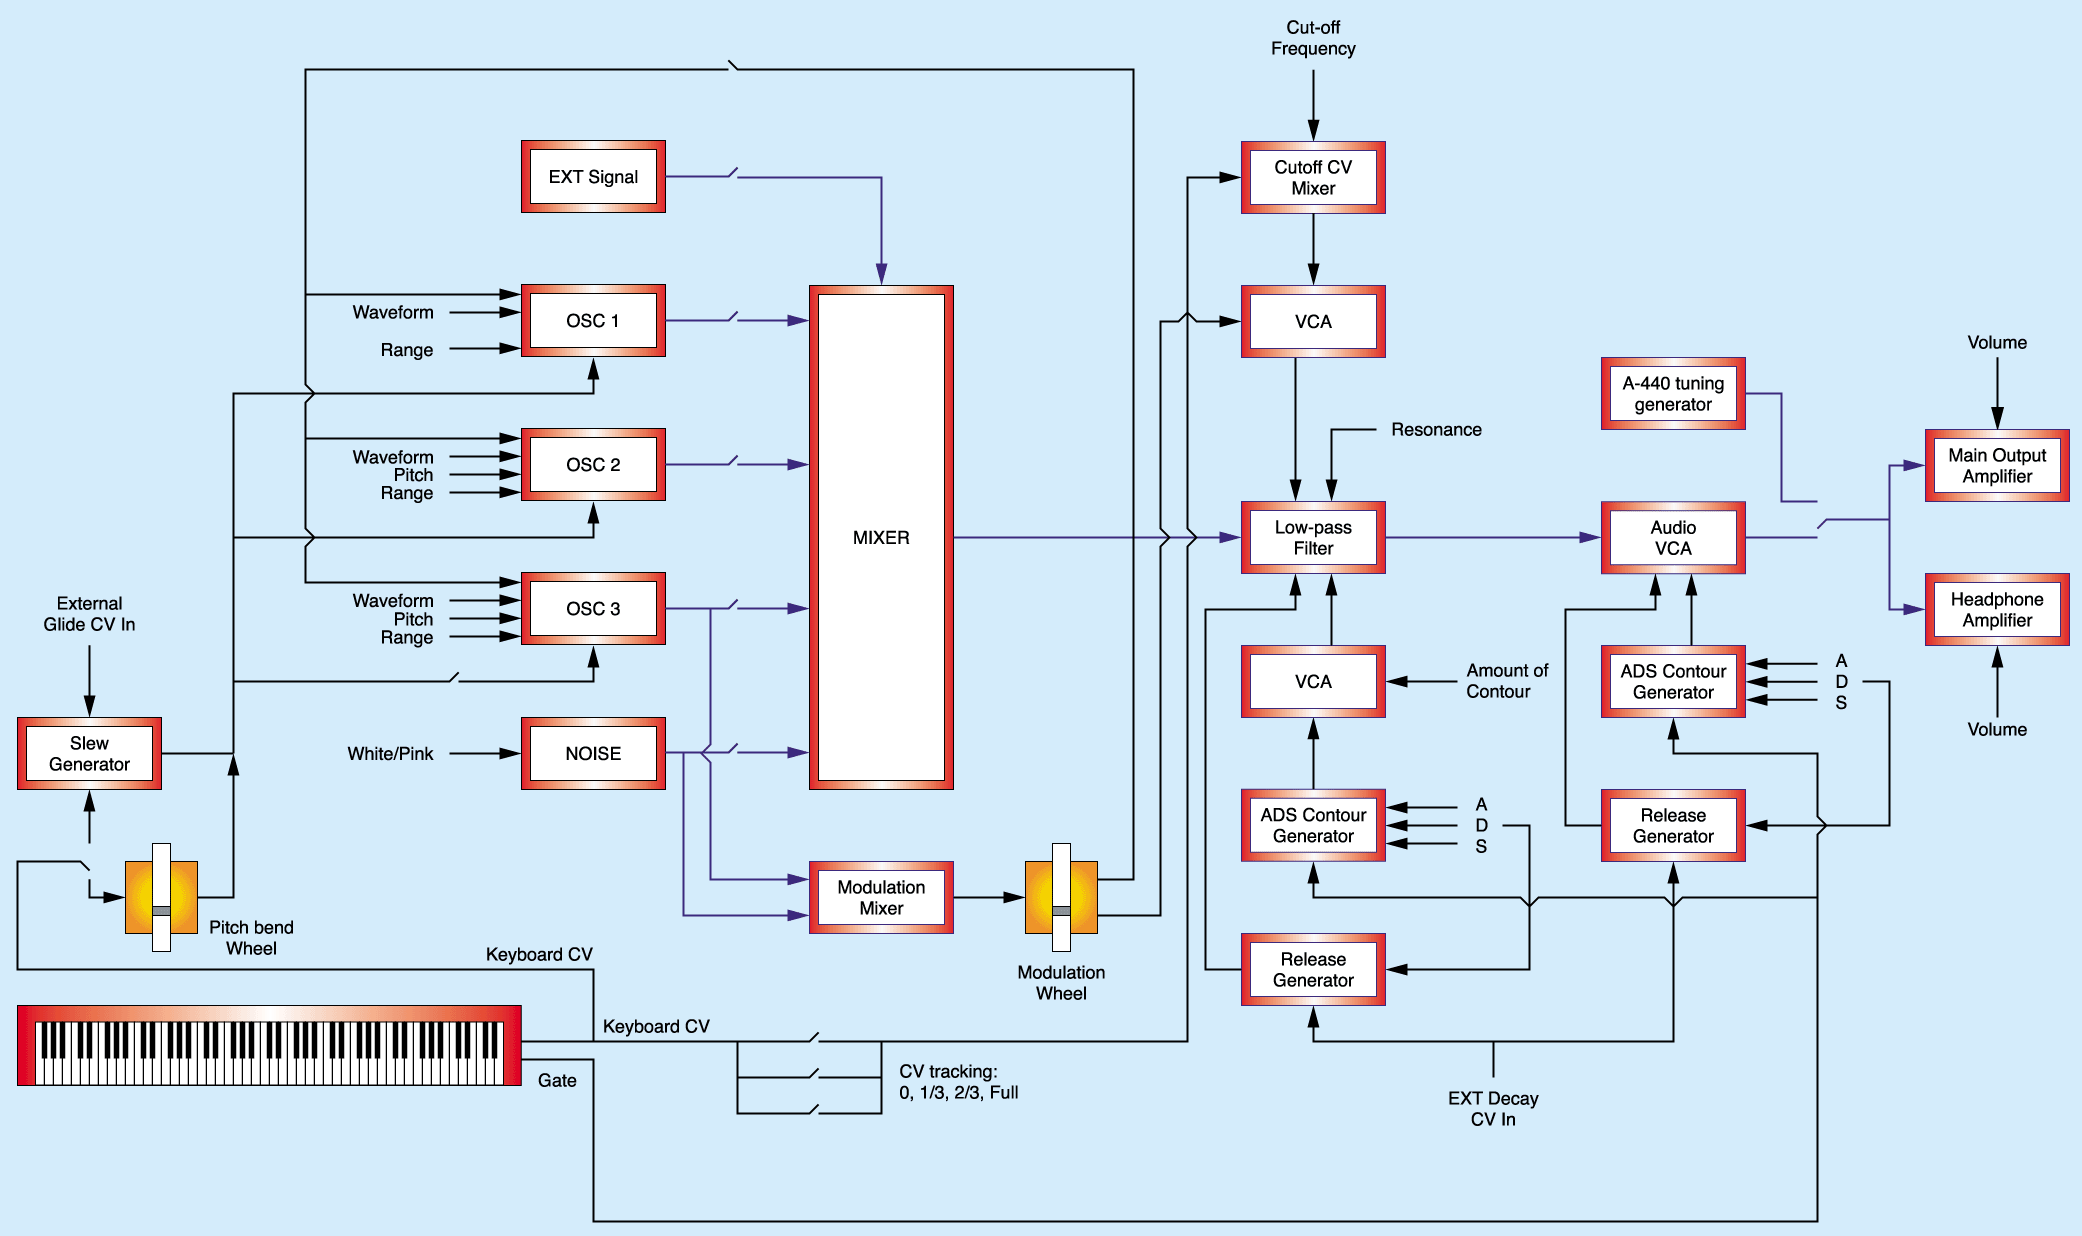 Cut-off
Frequency
EXT Signal
Cutoff CV
Mixer
Waveform
Range
OSC 1
VCA
Volume
A-440 tuning
generator
Resonance
Waveform
Pitch
Range
OSC 2
Main Output
Amplifier
MIXER
Low-pass
Filter
Audio
VCA
External
Glide CV In
Waveform
Pitch
Range
OSC 3
Headphone
Amplifier
VCA
Amount of
Contour
ADS Contour
Generator
A
D
S
Volume
Slew
Generator
White/Pink
NOISE
ADS Contour
Generator
A
D
S
Release
Generator
Modulation
Mixer
Pitch bend
Wheel
Keyboard CV
Modulation
Wheel
Release
Generator
Keyboard CV
Gate
CV tracking:
0, 1/3, 2/3, Full
EXT Decay
CV In